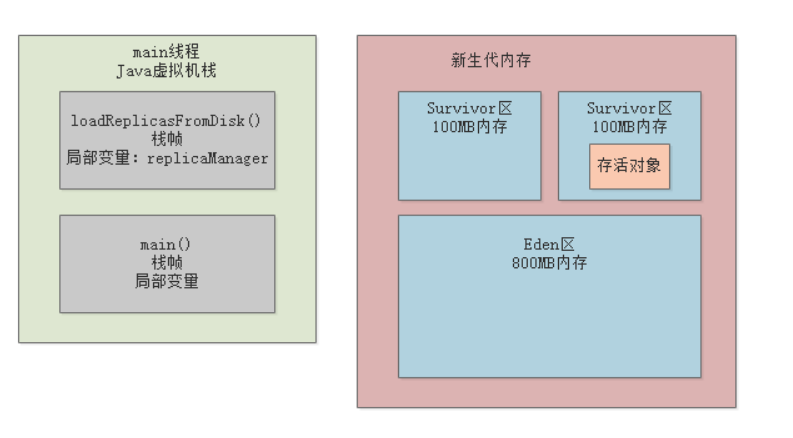 main线程
Java虚拟机栈
loadReplicasFromDisk()
栈帧
局部变量：replicaManager
main()
栈帧
局部变量
新生代内存
Survivor区
100MB内存
Survivor区
100MB内存
存活对象
Eden区
800MB内存